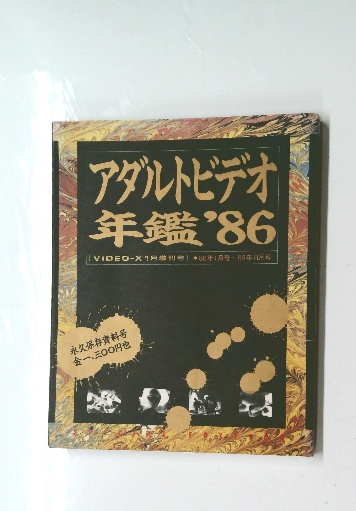 アダルトビデオ
年鑑'86
[VIDEO-X1月増刊号]
永久保存資料号
金一、三〇〇円也